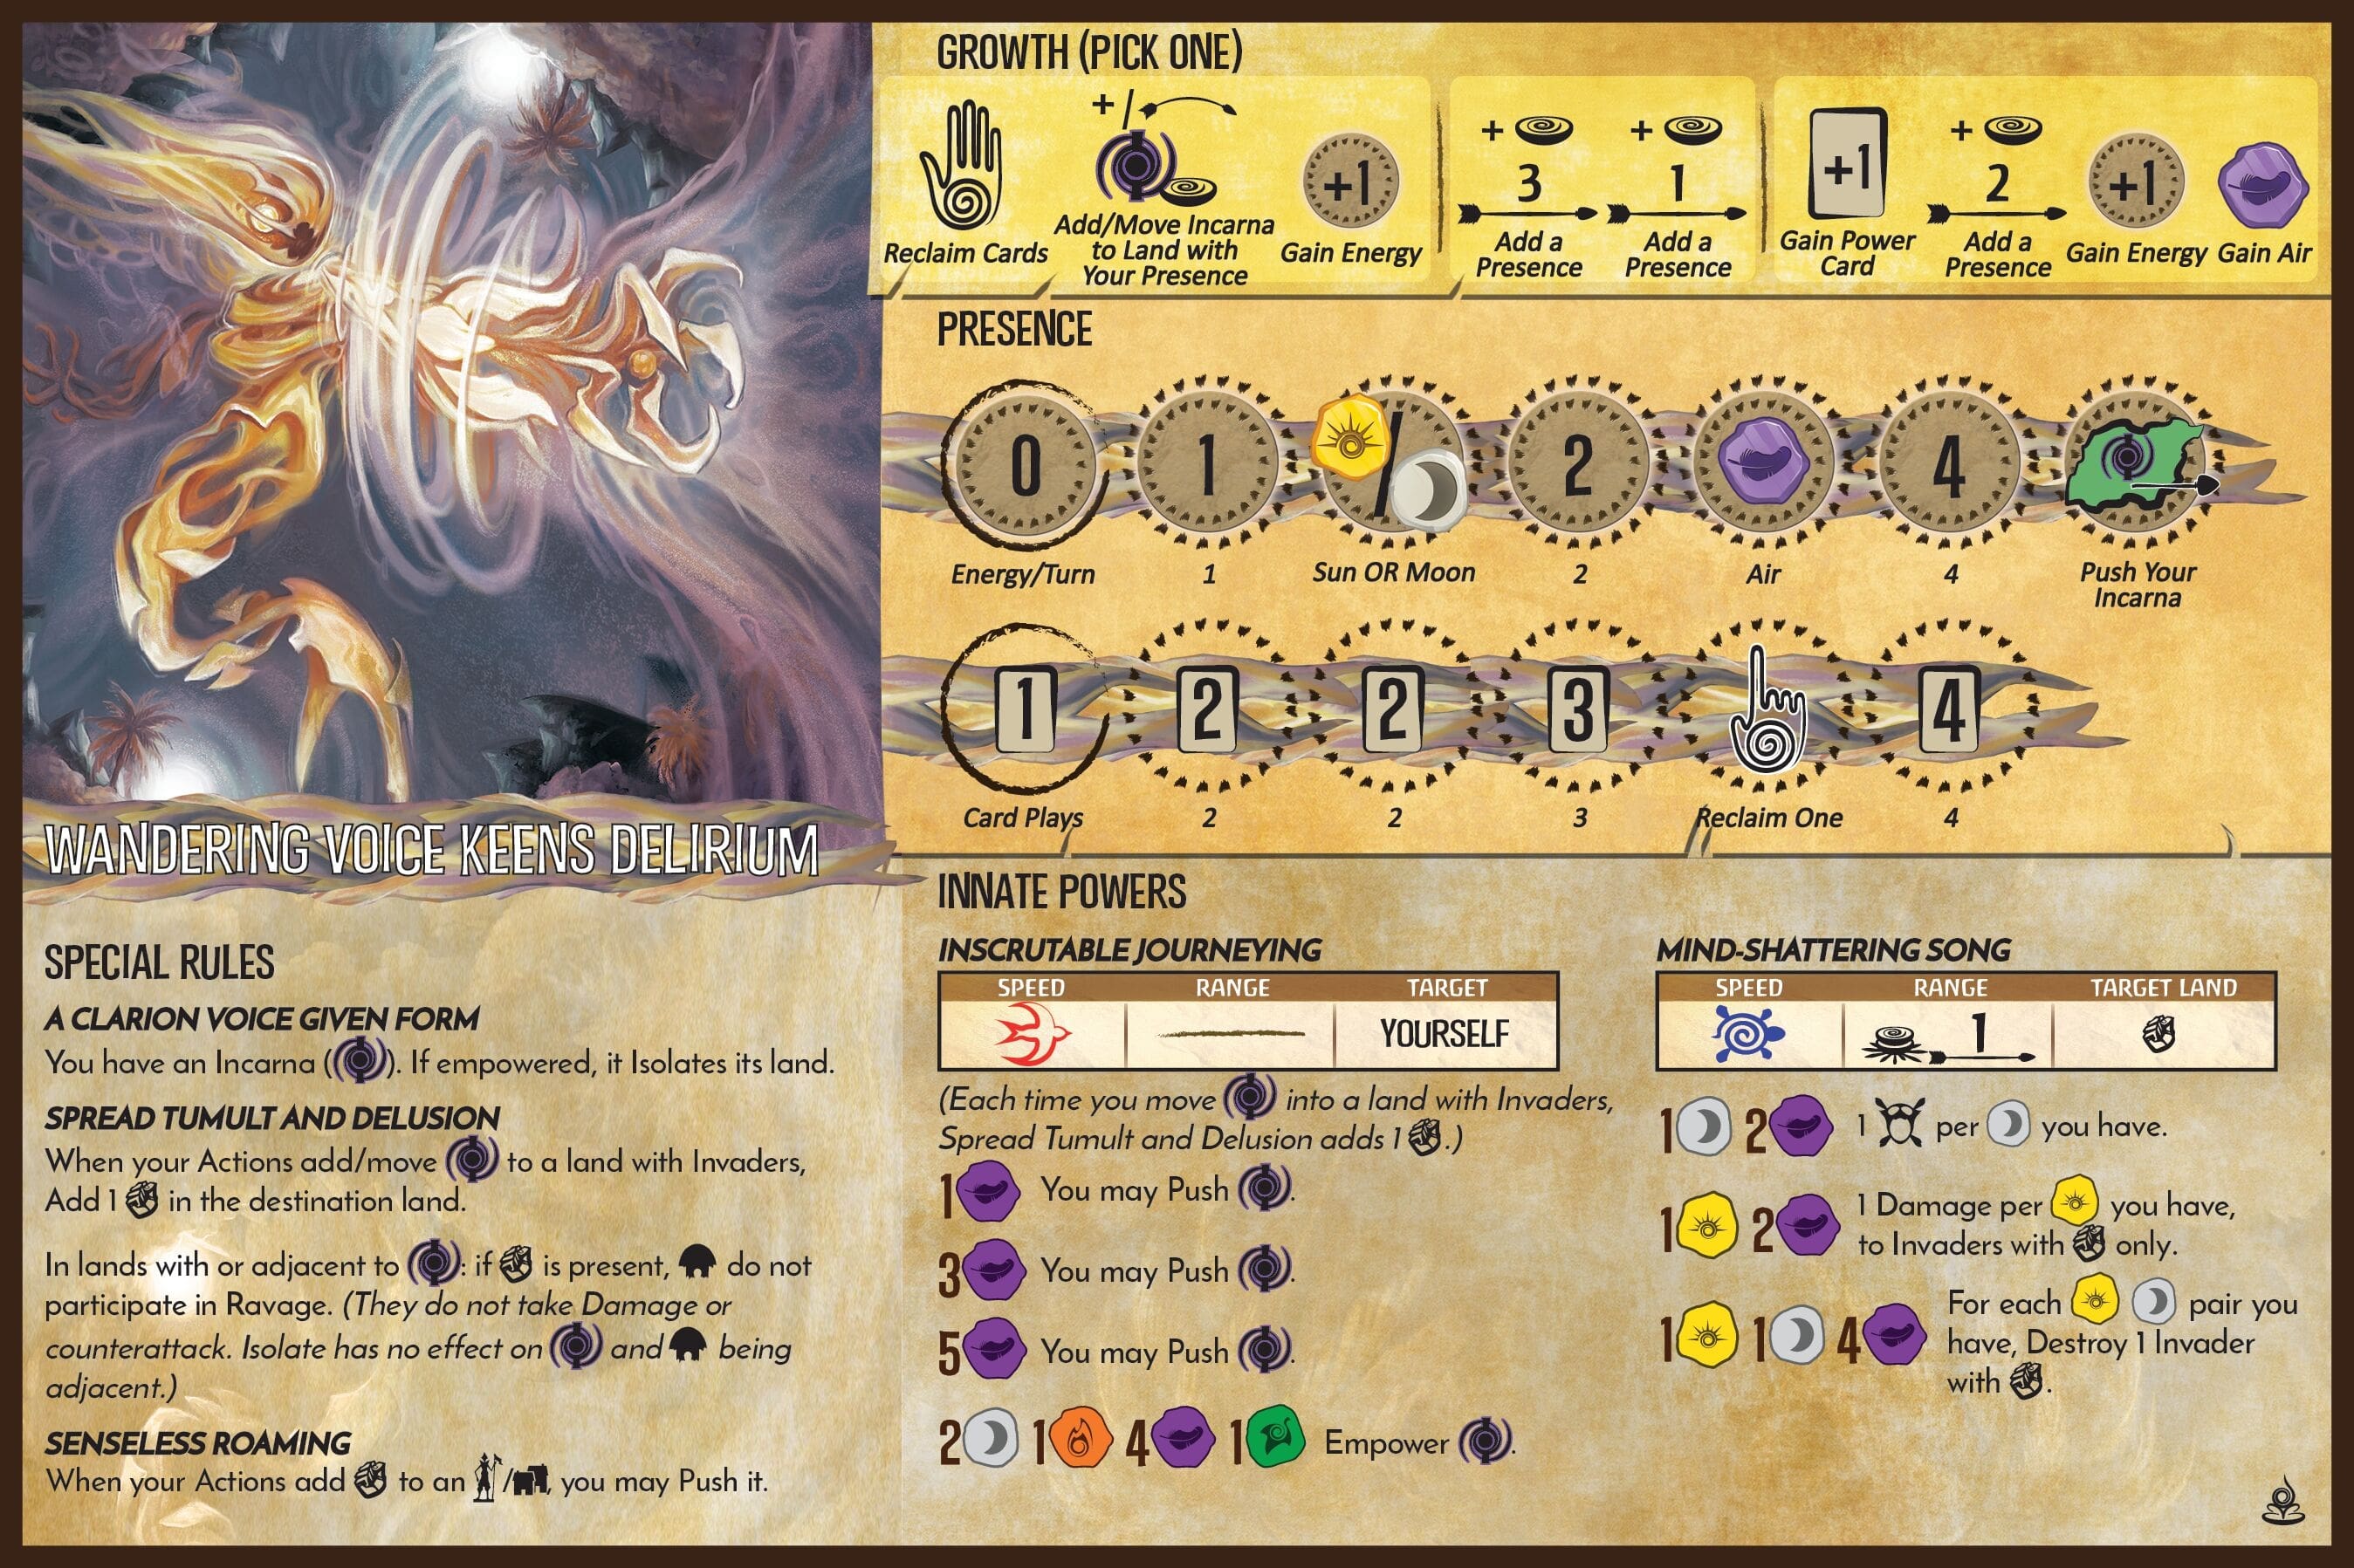 GROWTH (PICK ONE)
+/
+1
Reclaim Cards
Add/Move Incarna
to Land with
Your Presence
Gain Energy
+
3
Add a
Presence
+
1
Add a
Presence
+1
Gain Power
Card
+
2
Add a
Presence
+1
Gain Energy
Gain Air
PRESENCE
0 1 / 2 4
Energy/Turn 1 Sun OR Moon 2 Air 4 Push Your
Incarna
1 2 2 3 4
Card Plays 2 2 3 Reclaim One 4
WANDERING VOICE KEENS DELIRIUM
SPECIAL RULES
A CLARION VOICE GIVEN FORM
You have an Incarna ( ). If empowered, it Isolates its land.
SPREAD TUMULT AND DELUSION
When your Actions add/move to a land with Invaders,
Add 1 in the destination land.
In lands with or adjacent to : if is present, do not
participate in Ravage. (They do not take Damage or
counterattack. Isolate has no effect on and being
adjacent.)
SENSELESS ROAMING
When your Actions add to an / , you may Push it.
INNATE POWERS
INSCRUTABLE JOURNEYING
SPEED RANGE TARGET
YOURSELF
(Each time you move into a land with Invaders,
Spread Tumult and Delusion adds 1 .)
1 You may Push .
3 You may Push .
5 You may Push .
2 1 4 1 Empower .
MIND-SHATTERING SONG
SPEED RANGE TARGET LAND
1
1 2 1 per you have.
1 2 1 Damage per you have,
to Invaders with only.
1 1 4 For each pair you
have, Destroy 1 Invader
with .